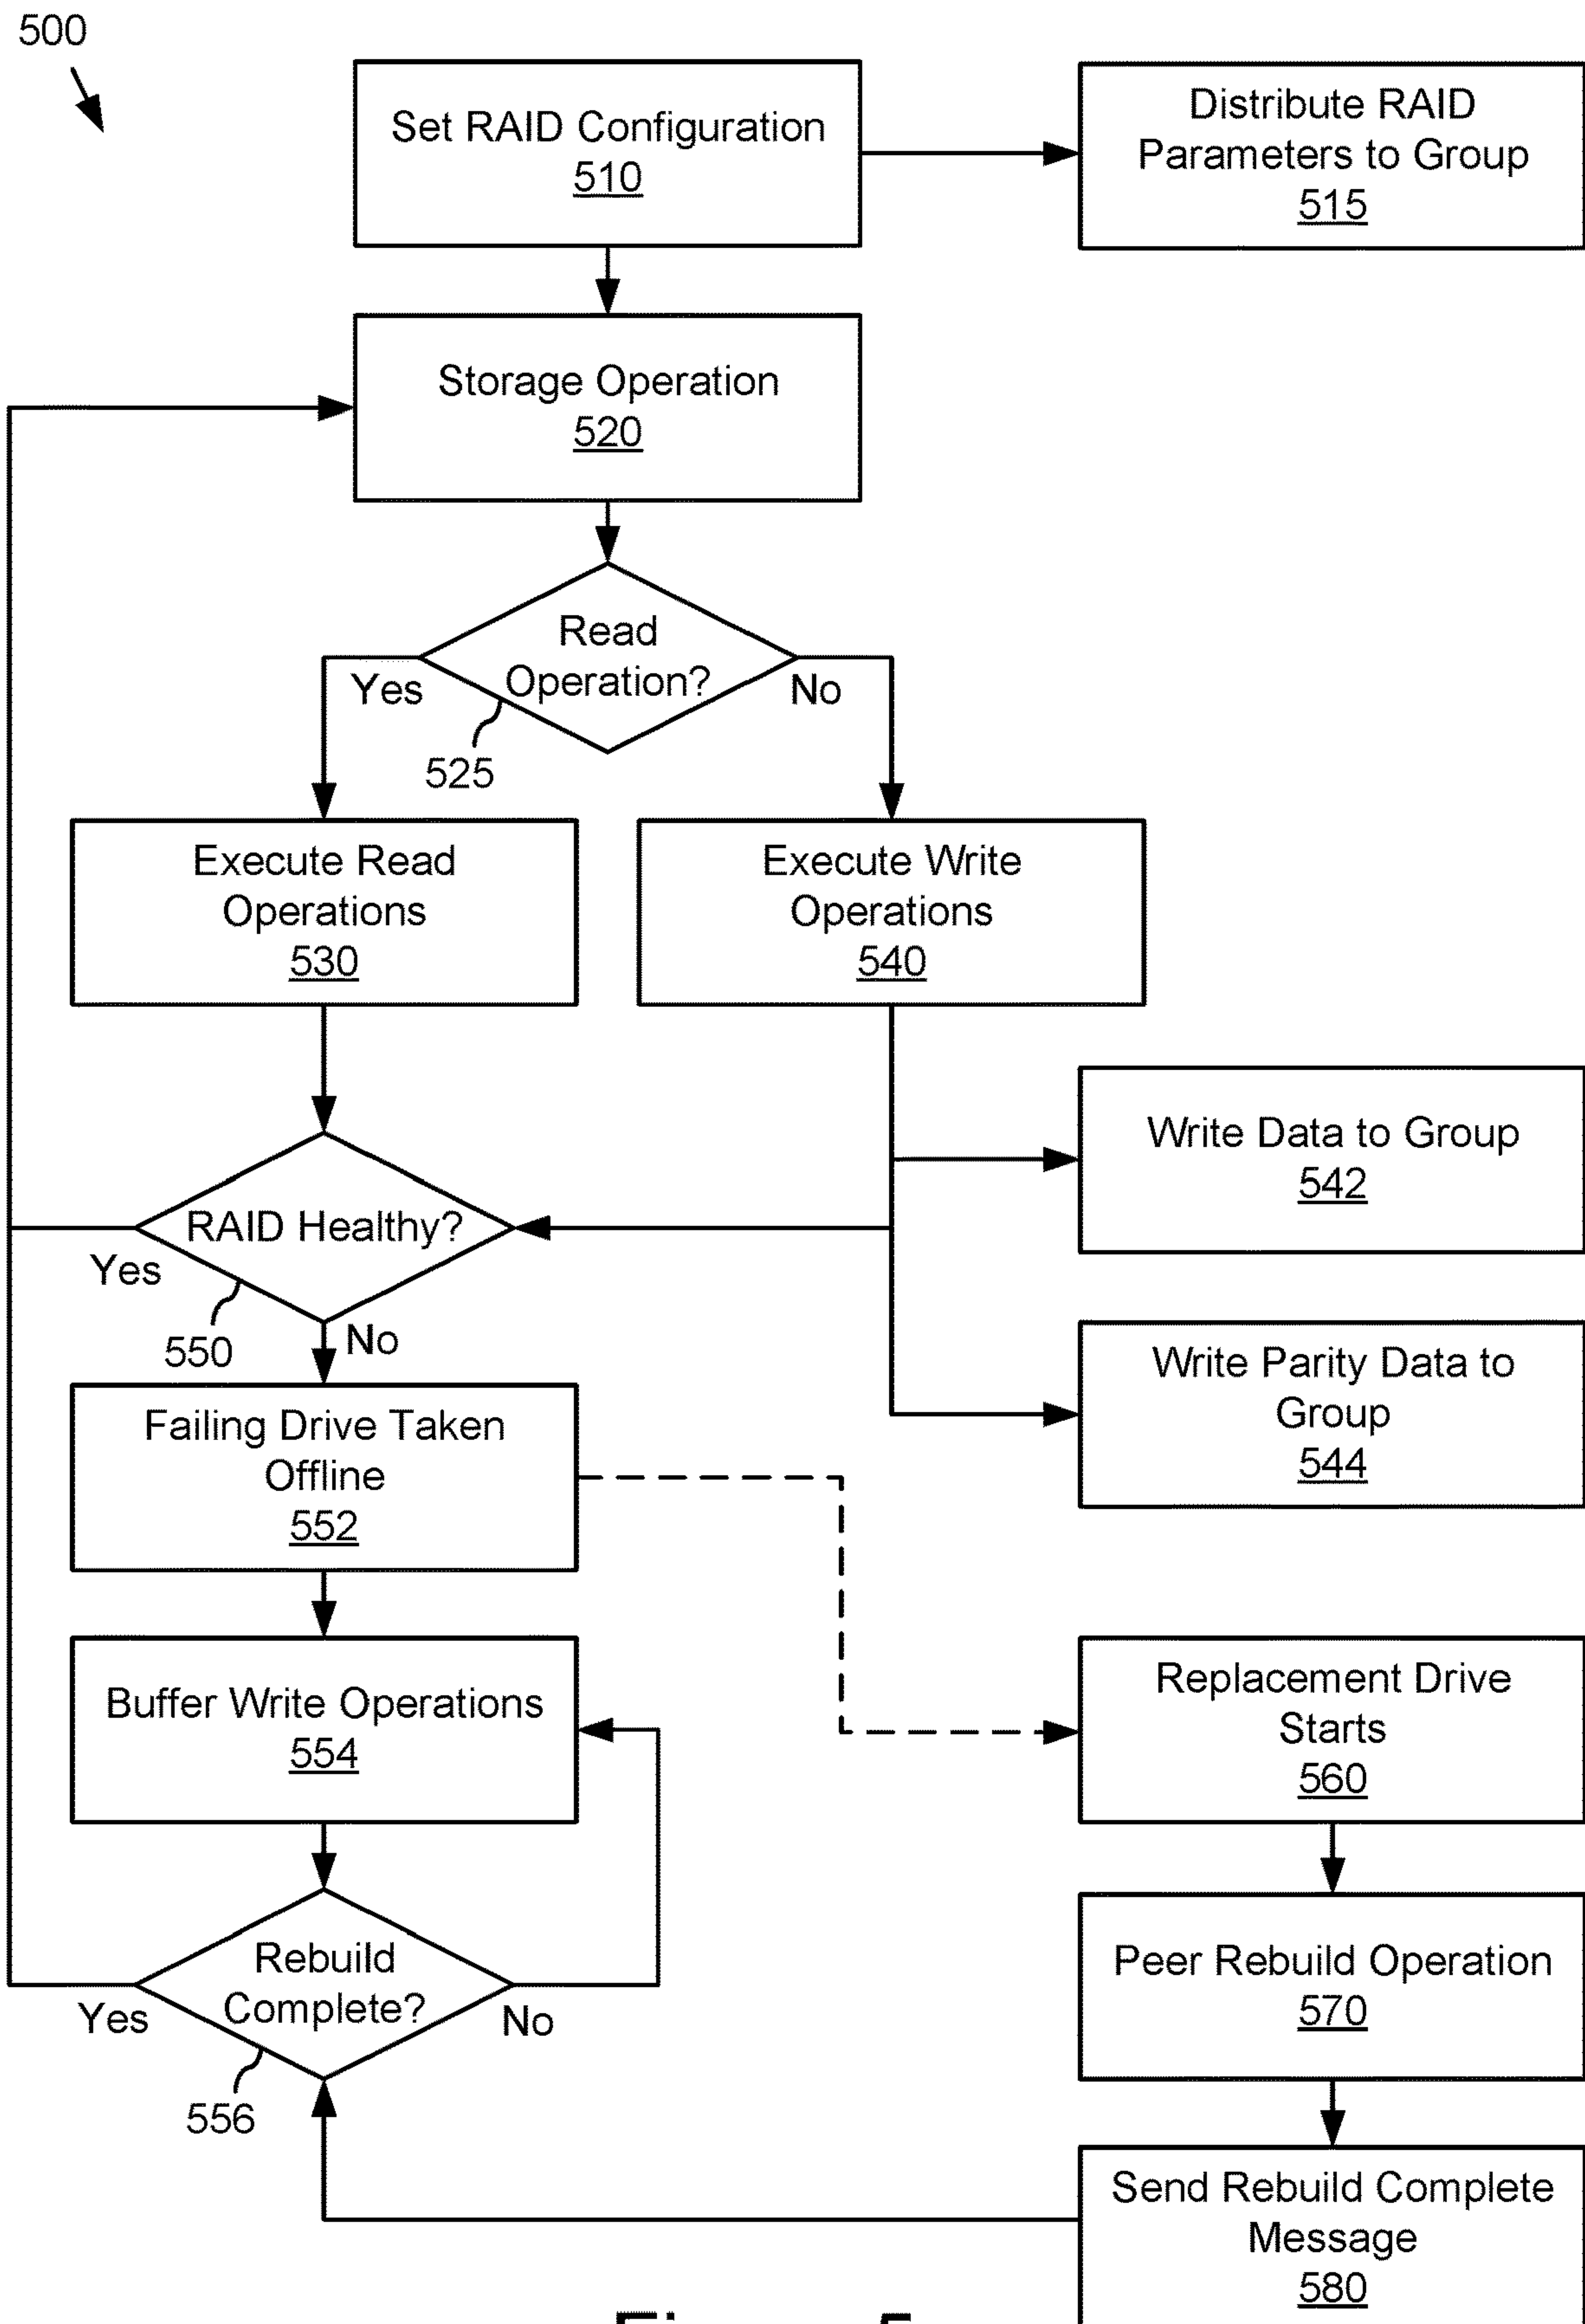 500
Set RAID Configuration
510
Distribute RAID
Parameters to Group
515
Storage Operation
520
Read
Operation?
Yes
No
525
Execute Read
Operations
530
Execute Write
Operations
540
Write Data to Group
542
RAID Healthy?
Yes
550
No
Write Parity Data to
Group
544
Failing Drive Taken
Offline
552
Buffer Write Operations
554
Replacement Drive
Starts
560
Rebuild
Complete?
Yes
No
556
Peer Rebuild Operation
570
Send Rebuild Complete
Message
580